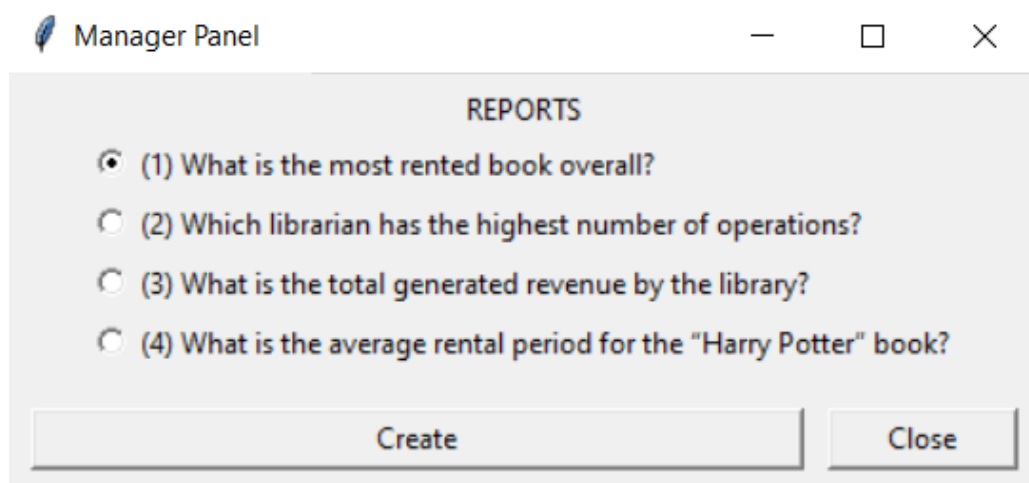 Manager Panel
REPORTS
(1) What is the most rented book overall?
(2) Which librarian has the highest number of operations?
(3) What is the total generated revenue by the library?
(4) What is the average rental period for the “Harry Potter” book?
Create
Close